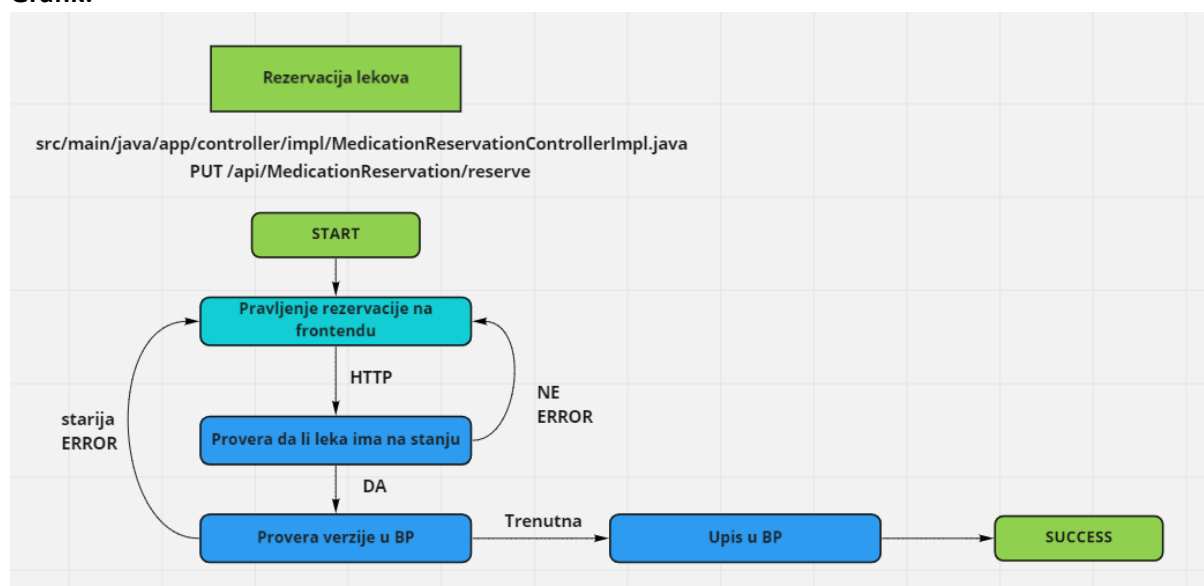 Rezervacija lekova
src/main/java/app/controller/impl/MedicationReservationControllerImpl.java
PUT /api/MedicationReservation/reserve
START
Pravljenje rezervacije na
frontendu
HTTP
NE
ERROR
starija
ERROR
Provera da li leka ima na stanju
DA
Provera verzije u BP
Trenutna
Upis u BP
SUCCESS